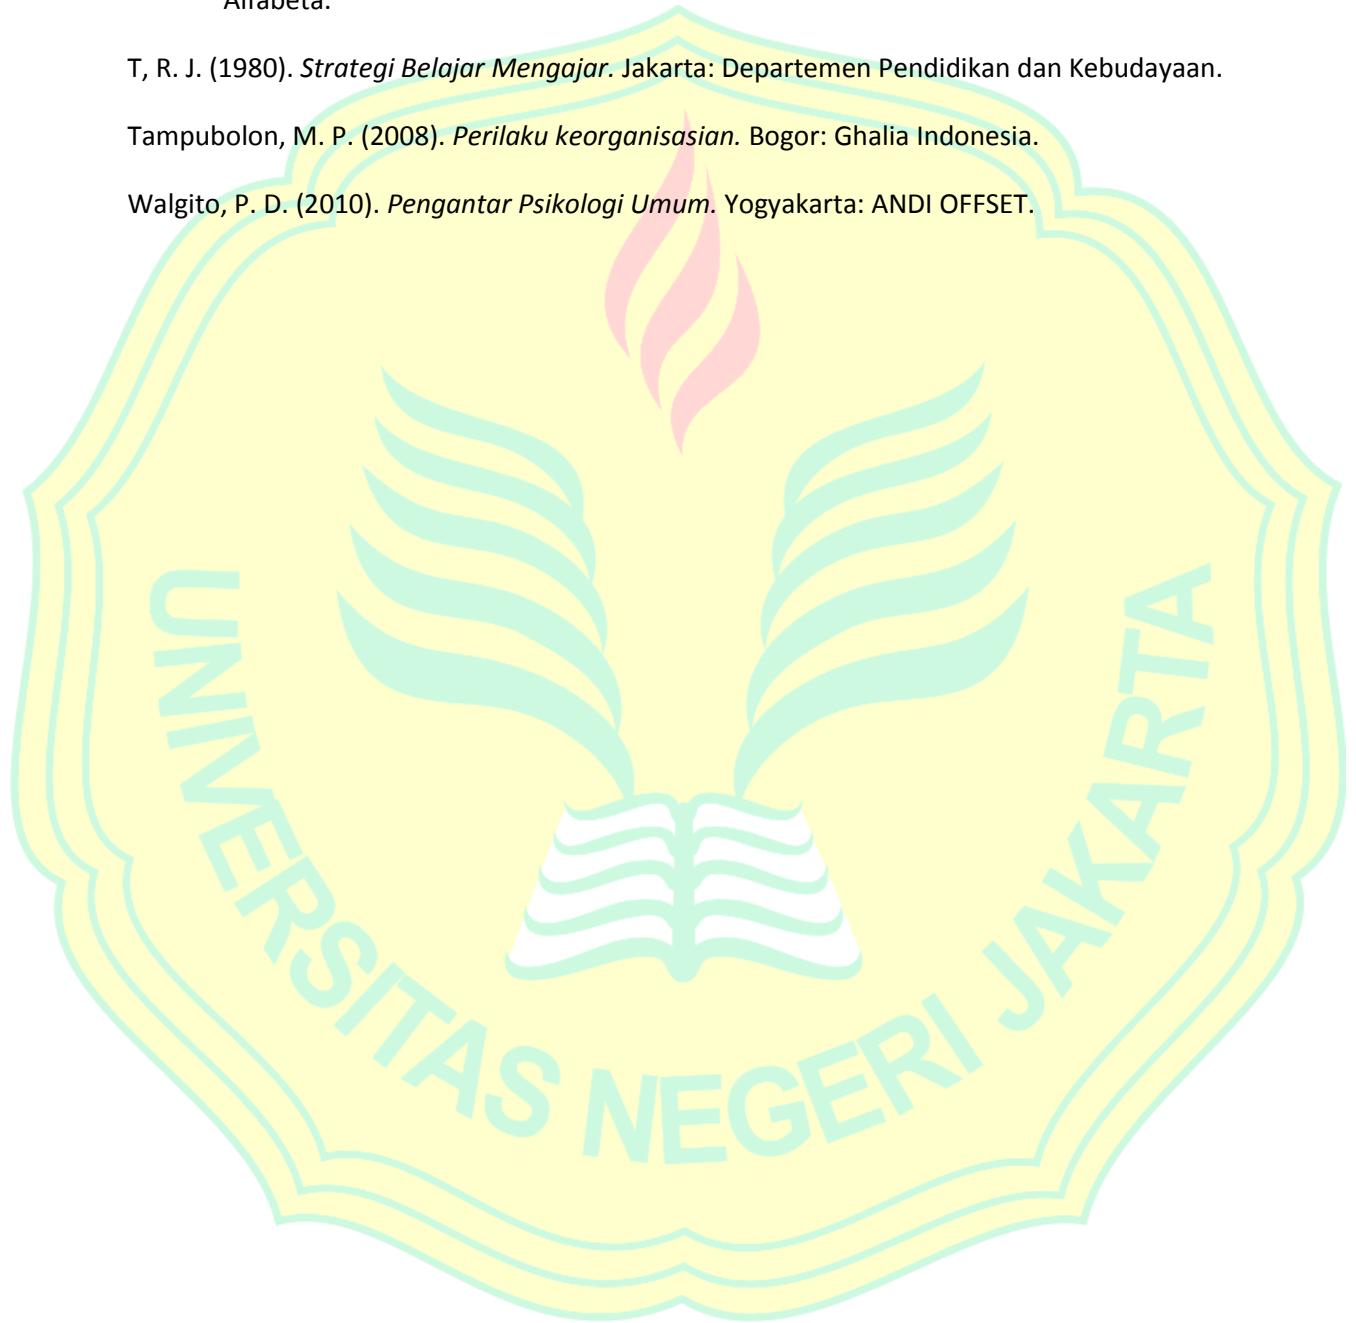 Alfabeta.
T, R. J. (1980). Strategi Belajar Mengajar. Jakarta: Departemen Pendidikan dan Kebudayaan.
Tampubolon, M. P. (2008). Perilaku keorganisasian. Bogor: Ghalia Indonesia.
Walgito, P. D. (2010). Pengantar Psikologi Umum. Yogyakarta: ANDI OFFSET.
UNIVERSITAS NEGERI JAKARTA